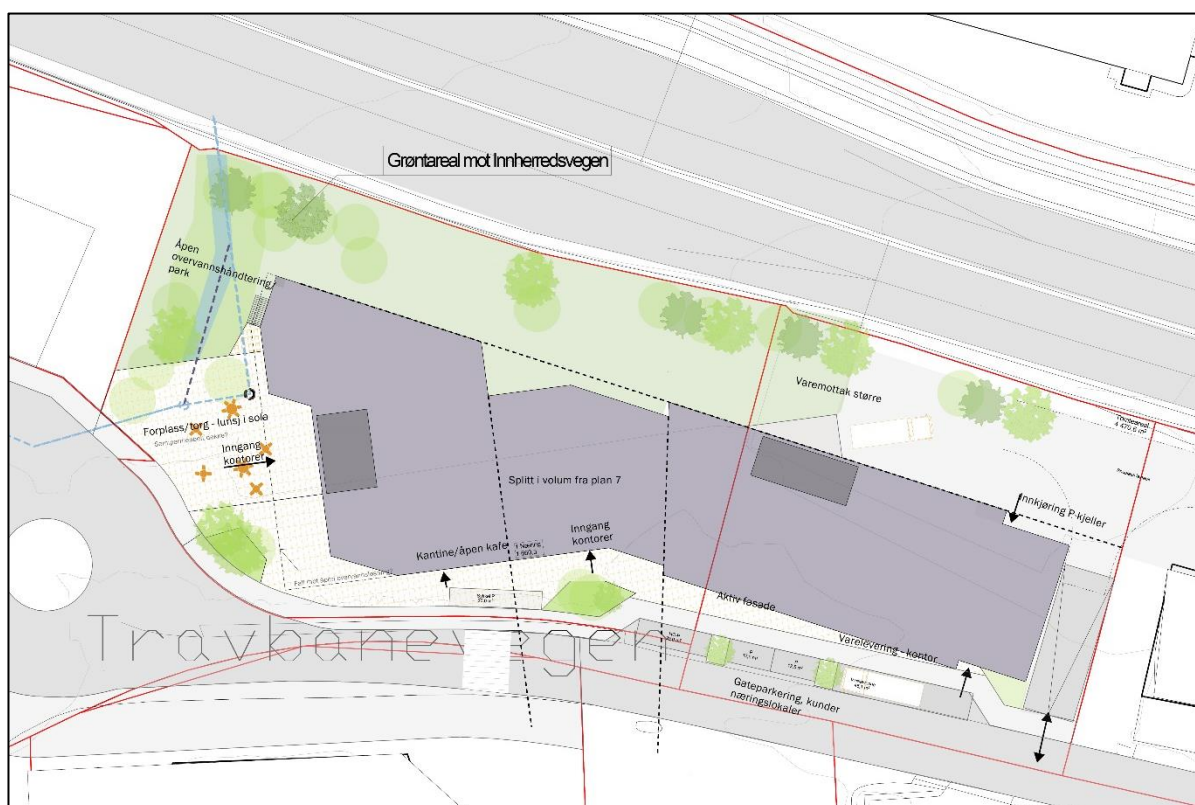 Grøntareal mot Innherredsvegen
Åpen
overvannshåndtering/
park
Varemottak større
Forplass/torg - lunsj i sola
Inngang
kontorer
Splitt i volum fra plan 7
Innkjøring P-kjeller
Kantine/åpen kafe
Inngang
kontorer
Aktiv fasade
Travbanevegen
Varelevering - kontor
Gateparkering, kunder
næringslokaler